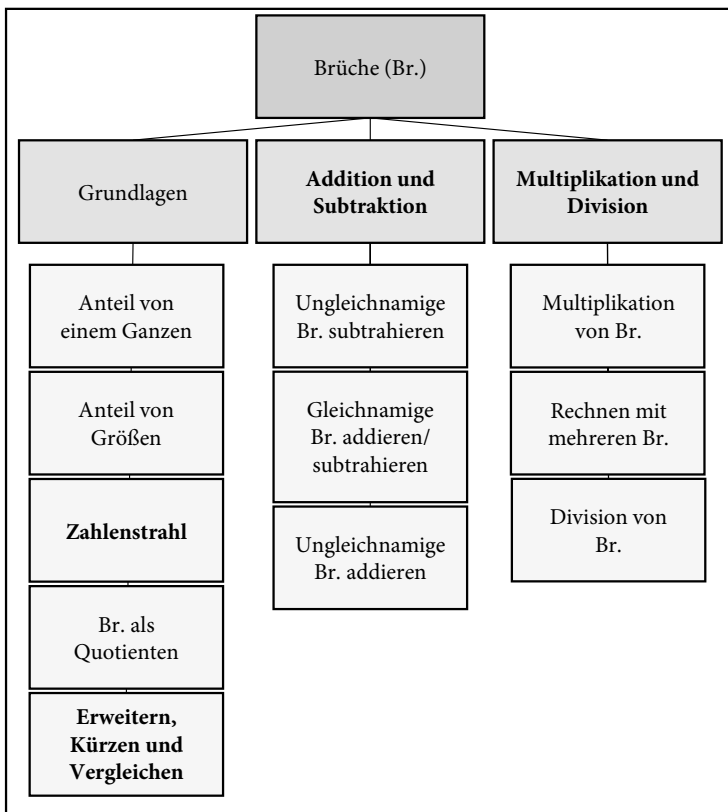 Brüche (Br.)
Grundlagen
Anteil von
einem Ganzen
Anteil von
Größen
Zahlenstrahl
Br. als
Quotienten
Erweitern,
Kürzen und
Vergleichen
Addition und
Subtraktion
Ungleichnamige
Br. subtrahieren
Gleichnamige
Br. addieren/
subtrahieren
Ungleichnamige
Br. addieren
Multiplikation und
Division
Multiplikation
von Br.
Rechnen mit
mehreren Br.
Division von
Br.